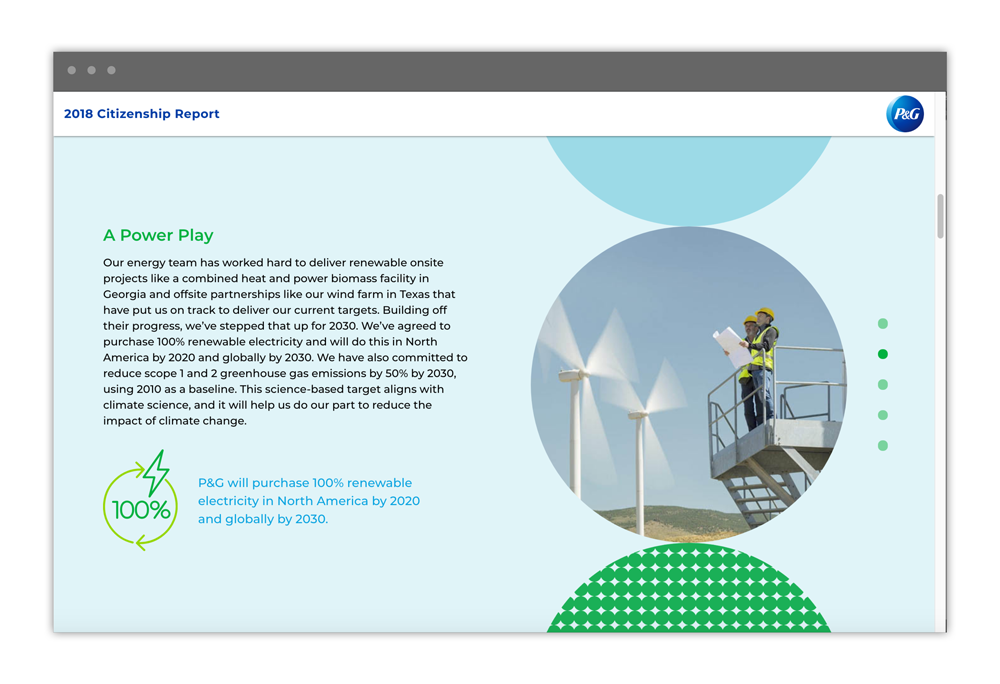 2018 Citizenship Report
P&G
A Power Play
Our energy team has worked hard to deliver renewable onsite
projects like a combined heat and power biomass facility in
Georgia and offsite partnerships like our wind farm in Texas that
have put us on track to deliver our current targets. Building off
their progress, we’ve stepped that up for 2030. We’ve agreed to
purchase 100% renewable electricity and will do this in North
America by 2020 and globally by 2030. We have also committed to
reduce scope 1 and 2 greenhouse gas emissions by 50% by 2030,
using 2010 as a baseline. This science-based target aligns with
climate science, and it will help us do our part to reduce the
impact of climate change.
100%
P&G will purchase 100% renewable
electricity in North America by 2020
and globally by 2030.